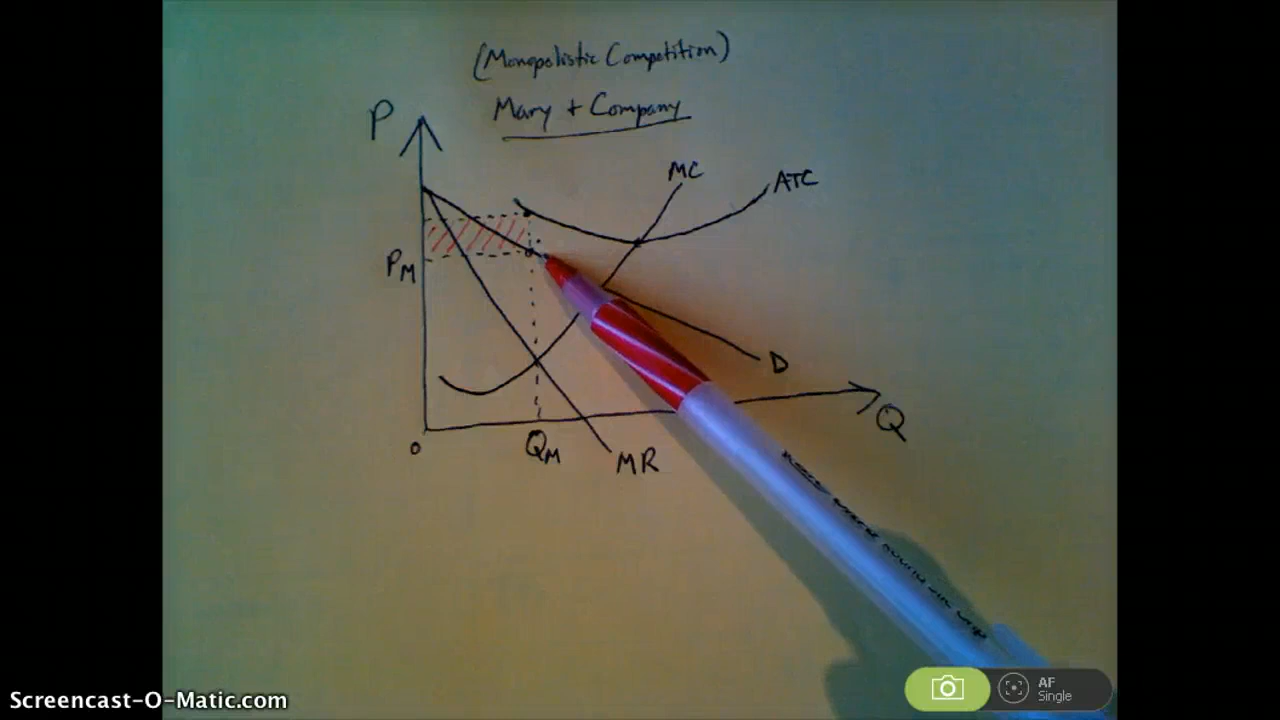 (Monopolistic Competition)
Mary + Company
P
MC
ATC
PM
D
Q
0
QM
MR
AF
Single
Screencast-O-Matic.com